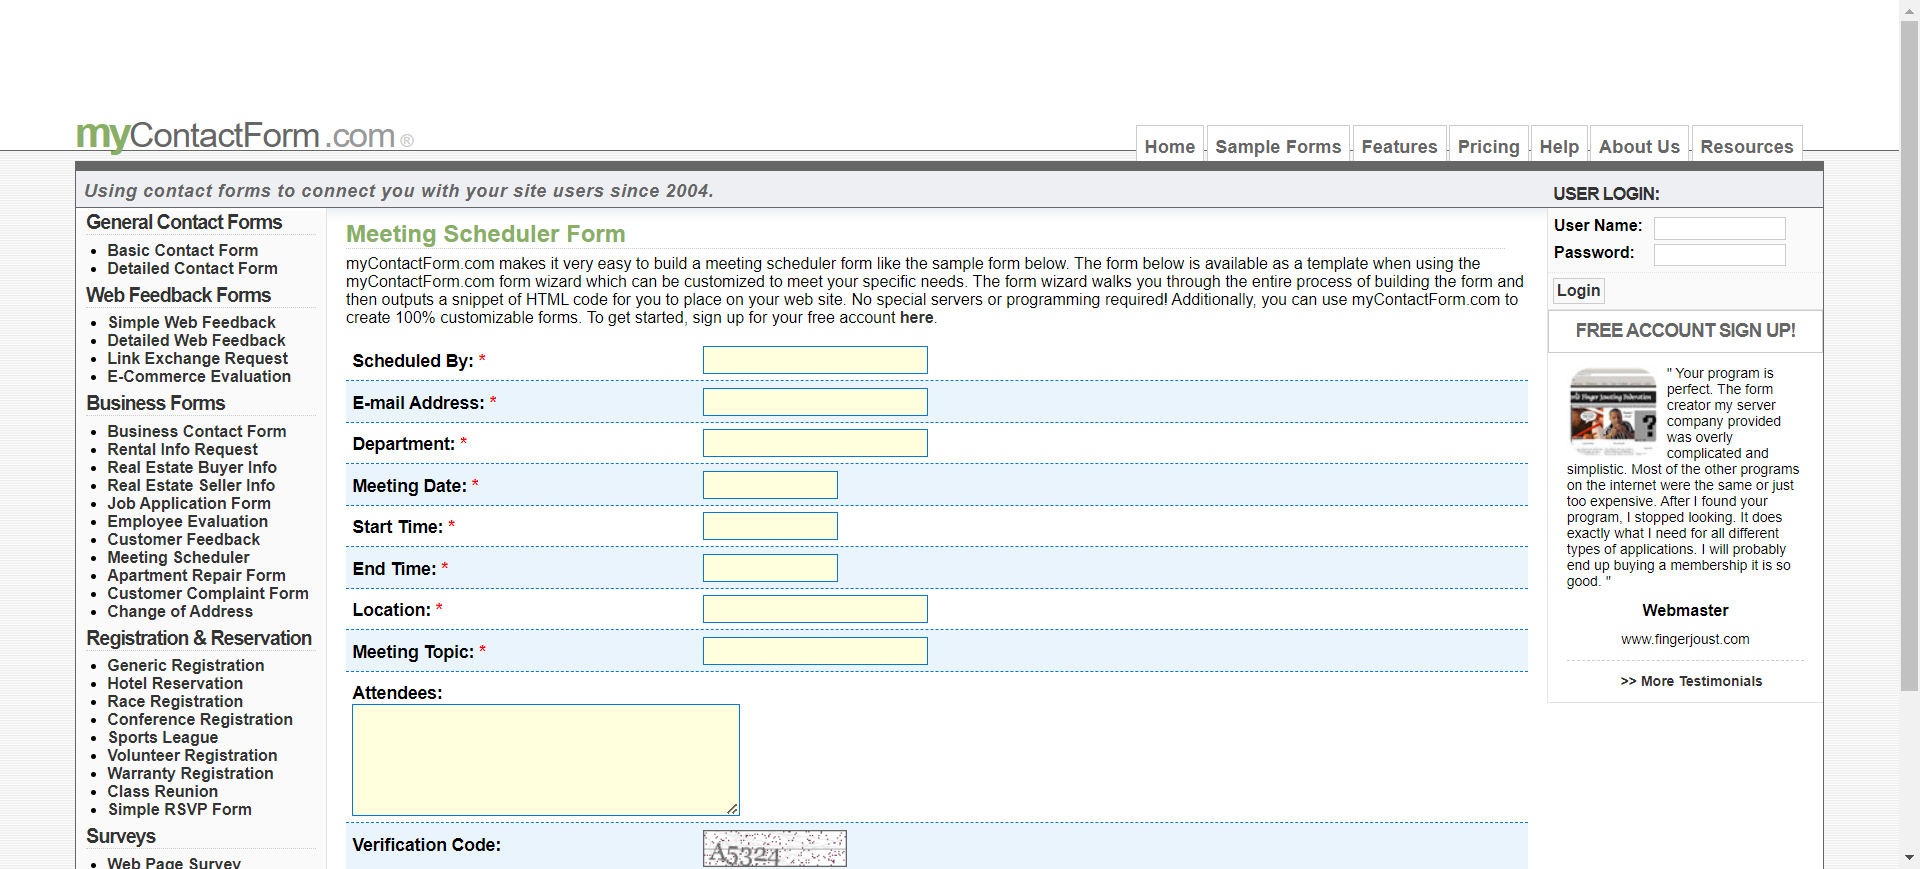 myContactForm.com ®
Home
Sample Forms
Features
Pricing
Help
About Us
Resources
Using contact forms to connect you with your site users since 2004.
General Contact Forms
Basic Contact Form
Detailed Contact Form
Web Feedback Forms
Simple Web Feedback
Detailed Web Feedback
Link Exchange Request
E-Commerce Evaluation
Business Forms
Business Contact Form
Rental Info Request
Real Estate Buyer Info
Real Estate Seller Info
Job Application Form
Employee Evaluation
Customer Feedback
Meeting Scheduler
Apartment Repair Form
Customer Complaint Form
Change of Address
Registration & Reservation
Generic Registration
Hotel Reservation
Race Registration
Conference Registration
Sports League
Volunteer Registration
Warranty Registration
Class Reunion
Simple RSVP Form
Surveys
Web Page Survey
Meeting Scheduler Form
myContactForm.com makes it very easy to build a meeting scheduler form like the sample form below. The form below is available as a template when using the
myContactForm.com form wizard which can be customized to meet your specific needs. The form wizard walks you through the entire process of building the form and
then outputs a snippet of HTML code for you to place on your web site. No special servers or programming required! Additionally, you can use myContactForm.com to
create 100% customizable forms. To get started, sign up for your free account here.
Scheduled By: *
E-mail Address: *
Department: *
Meeting Date: *
Start Time: *
End Time: *
Location: *
Meeting Topic: *
Attendees:
Verification Code:
A5324
USER LOGIN:
User Name:
Password:
Login
FREE ACCOUNT SIGN UP!
World Finger Jousting Federation
?
" Your program is
perfect. The form
creator my server
company provided
was overly
complicated and
simplistic. Most of the other programs
on the internet were the same or just
too expensive. After I found your
program, I stopped looking. It does
exactly what I need for all different
types of applications. I will probably
end up buying a membership it is so
good. "
Webmaster
www.fingerjoust.com
>> More Testimonials